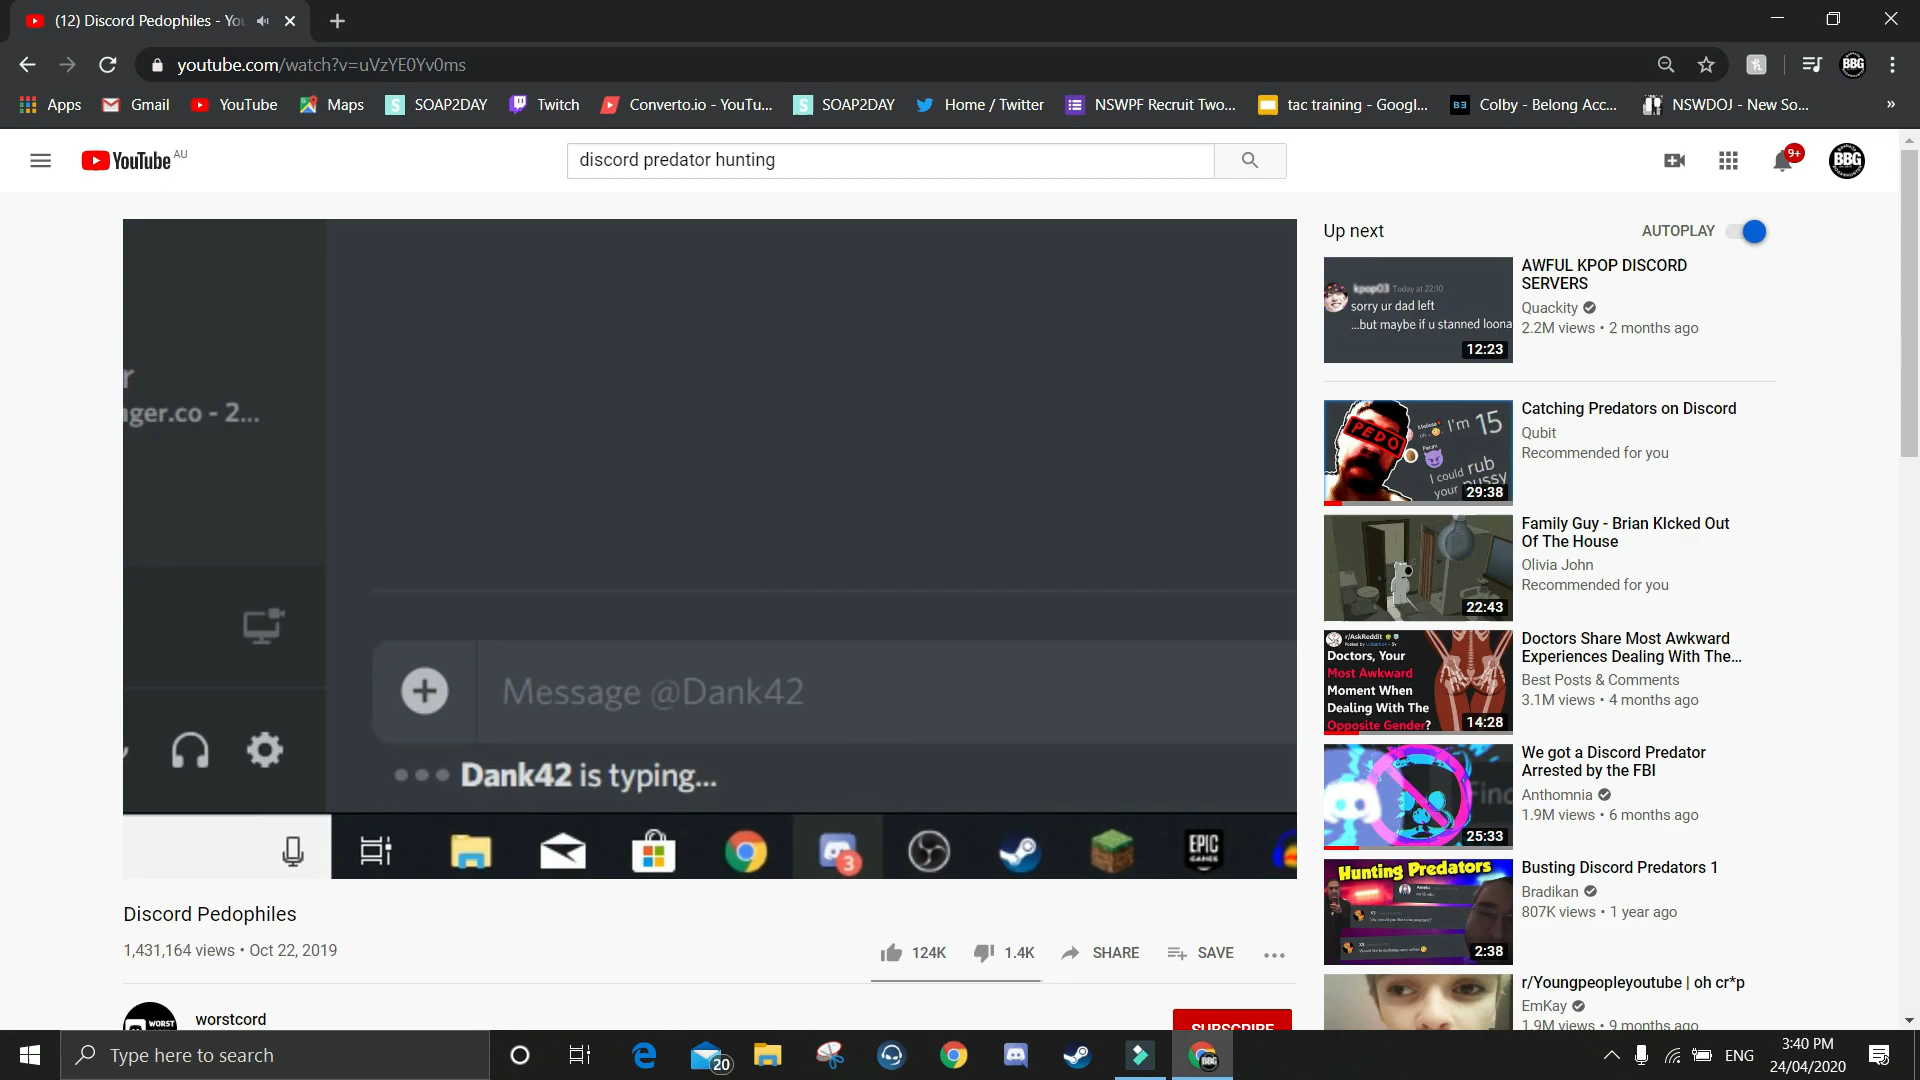 (12) Discord Pedophiles - You
youtube.com/watch?v=uVzYE0Yv0ms
BBG
Apps
Gmail
YouTube
Maps
SOAP2DAY
Twitch
Converto.io - YouTu...
SOAP2DAY
Home / Twitter
NSWPF Recruit Two...
tac training - Googl...
Colby - Belong Acc...
NSWDOJ - New So...
»
YouTube AU
discord predator hunting
9+
BBG
r
ager.co - 2...
Message @Dank42
Dank42 is typing...
3
EPIC
GAMES
Discord Pedophiles
1,431,164 views • Oct 22, 2019
124K
1.4K
SHARE
SAVE
WORST
worstcord
SUBSCRIBE
Up next
AUTOPLAY
kpop03 Today at 22:10
sorry ur dad left
...but maybe if u stanned loona
12:23
AWFUL KPOP DISCORD
SERVERS
Quackity
2.2M views • 2 months ago
PEDO
I'm 15
I could rub
your pussy
29:38
Catching Predators on Discord
Qubit
Recommended for you
22:43
Family Guy - Brian KIcked Out
Of The House
Olivia John
Recommended for you
r/AskReddit
Doctors, Your
Most Awkward
Moment When
Dealing With The
Opposite Gender?
14:28
Doctors Share Most Awkward
Experiences Dealing With The...
Best Posts & Comments
3.1M views • 4 months ago
Find
25:33
We got a Discord Predator
Arrested by the FBI
Anthomnia
1.9M views • 6 months ago
Hunting Predators
2:38
Busting Discord Predators 1
Bradikan
807K views • 1 year ago
r/Youngpeopleyoutube | oh cr*p
EmKay
1.9M views • 9 months ago
Type here to search
20
BBG
ENG
3:40 PM
24/04/2020